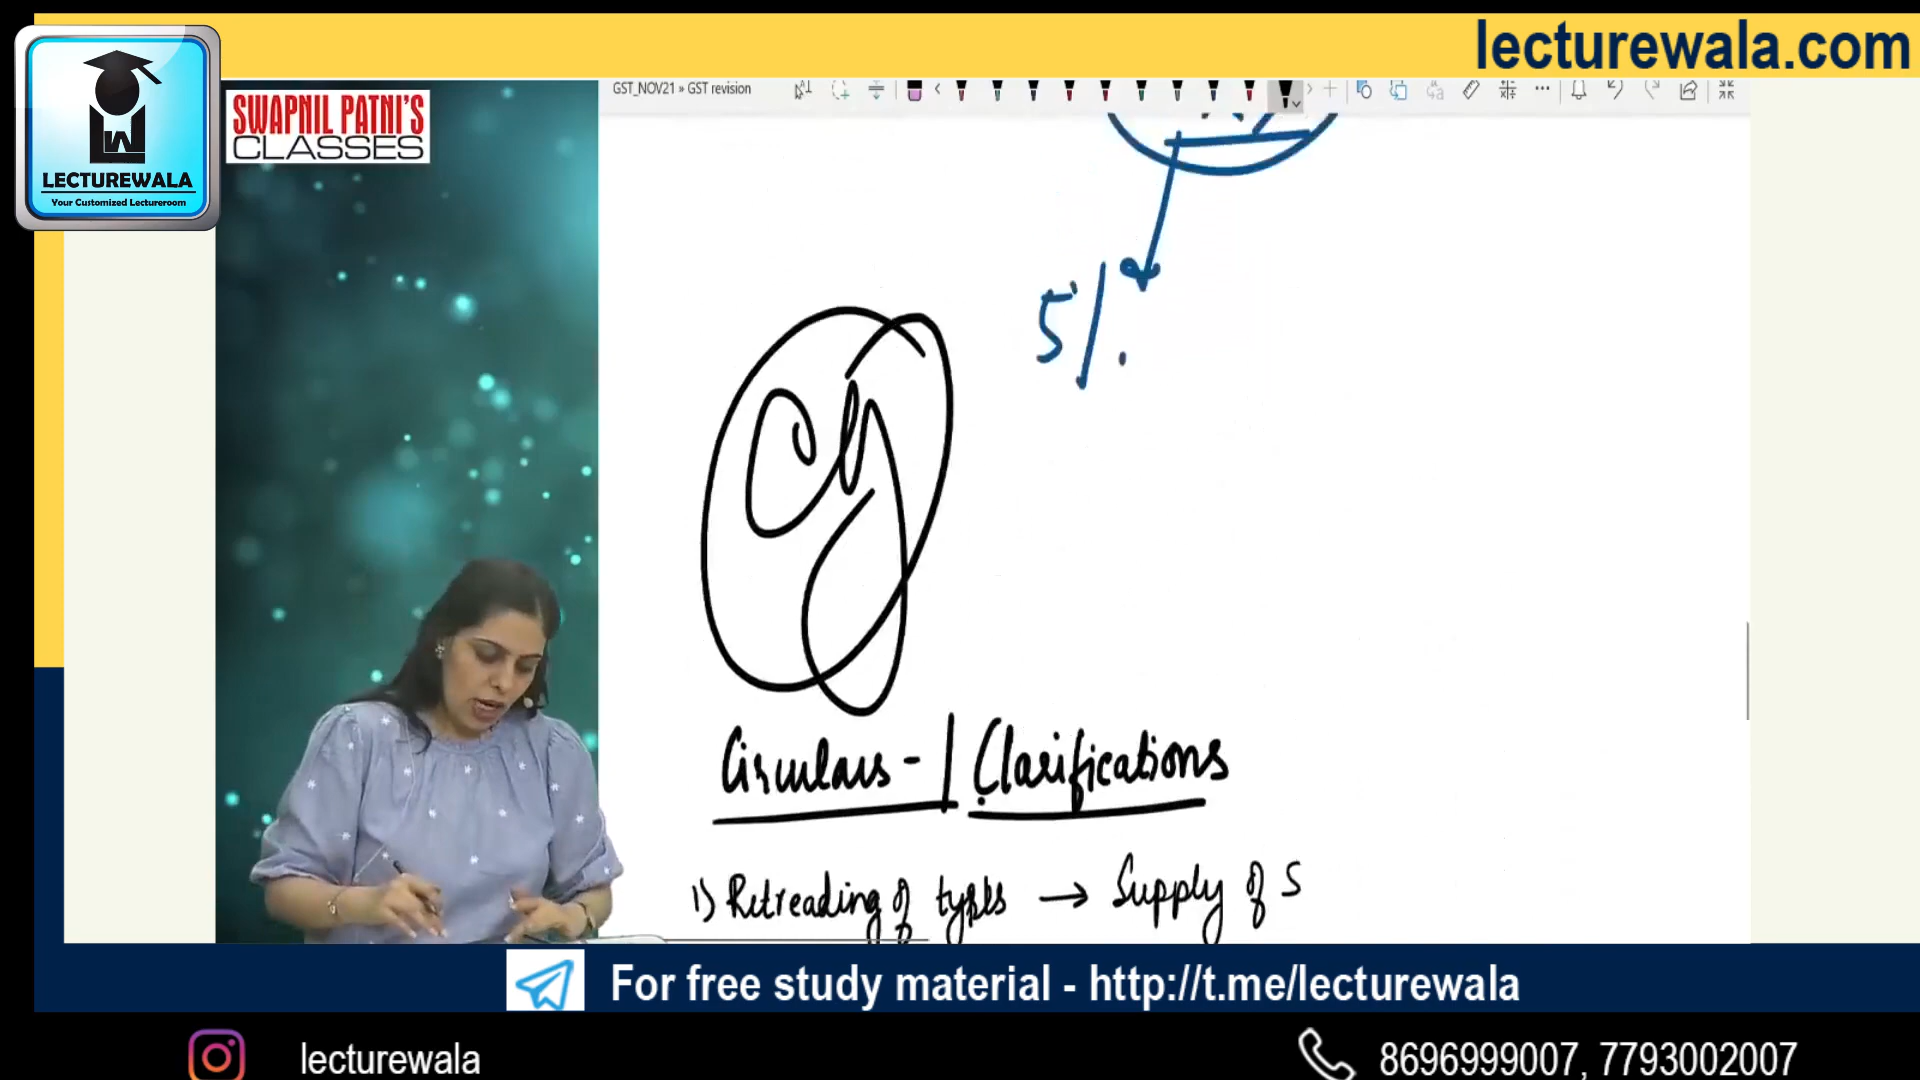 lecturewala.com
LW
LECTUREWALA
Your Customized Lectureroom
SWAPNIL PATNI'S
CLASSES
GST_NOV21 » GST revision
5%
Circulars - | Clarifications
1) Retreading of tyres → Supply of S
For free study material - http://t.me/lecturewala
lecturewala
8696999007, 7793002007